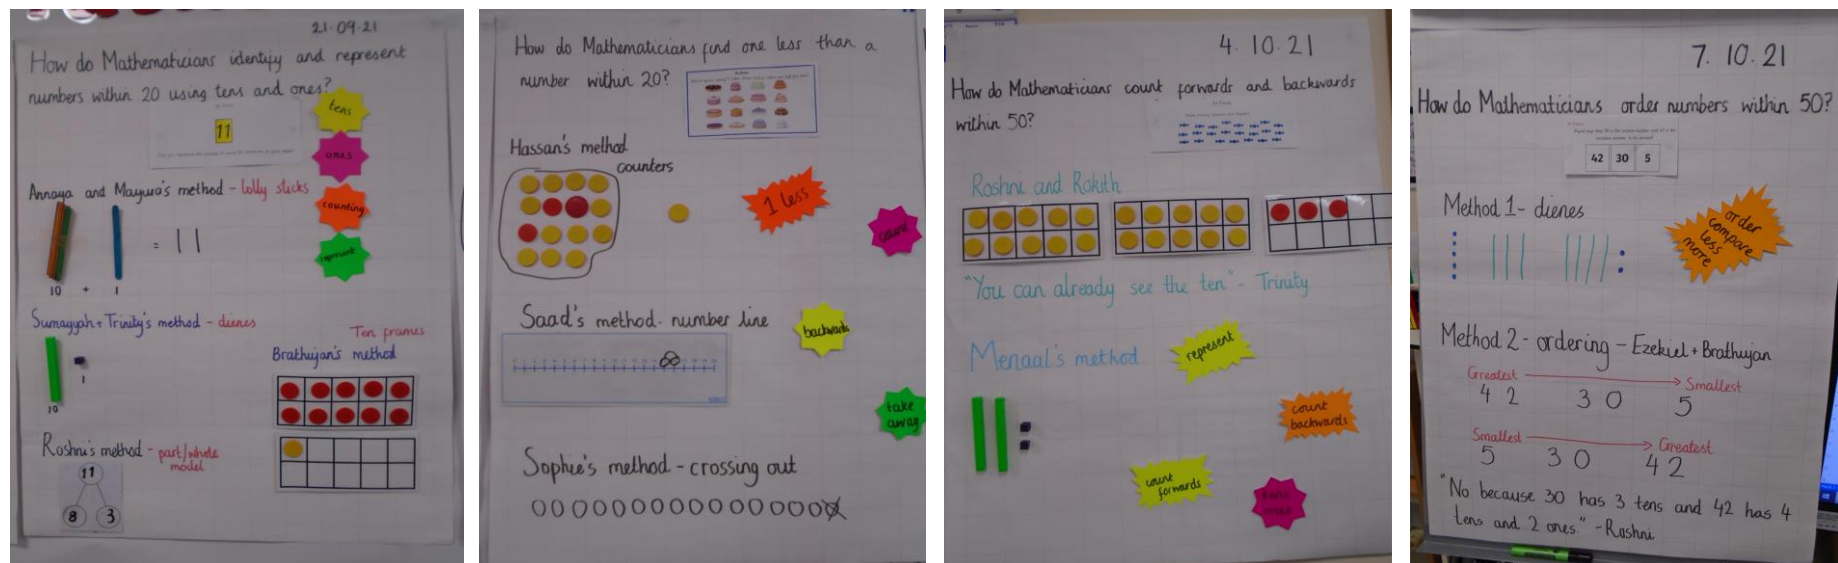 21.09.21
How do Mathematicians identify and represent
numbers within 20 using tens and ones?
11
tens
ones
counting
represent
Annaya and Mayura's method - lolly sticks
= 11
10 + 1
Sumayyah + Trinity's method - dienes
1
10
Ten frames
Brathujan's method
Roshni's method - part/whole
model
11
8 3
How do Mathematicians find one less than a
number within 20?
Hassan's method
counters
1 less
count
Saad's method - number line
backwards
take
away
Sophie's method - crossing out
4.10.21
How do Mathematicians count forwards and backwards
within 50?
Roshni and Rokith
"You can already see the ten" - Trinity
Menaal's method
represent
count
backwards
count
forwards
tens
ones
7.10.21
How do Mathematicians order numbers within 50?
42 30 5
Method 1 - dienes
order
compare
less
more
Method 2 - ordering - Ezekiel + Brathujan
Greatest Smallest
42 30 5
Smallest Greatest
5 30 42
"No because 30 has 3 tens and 42 has 4
tens and 2 ones." - Roshni